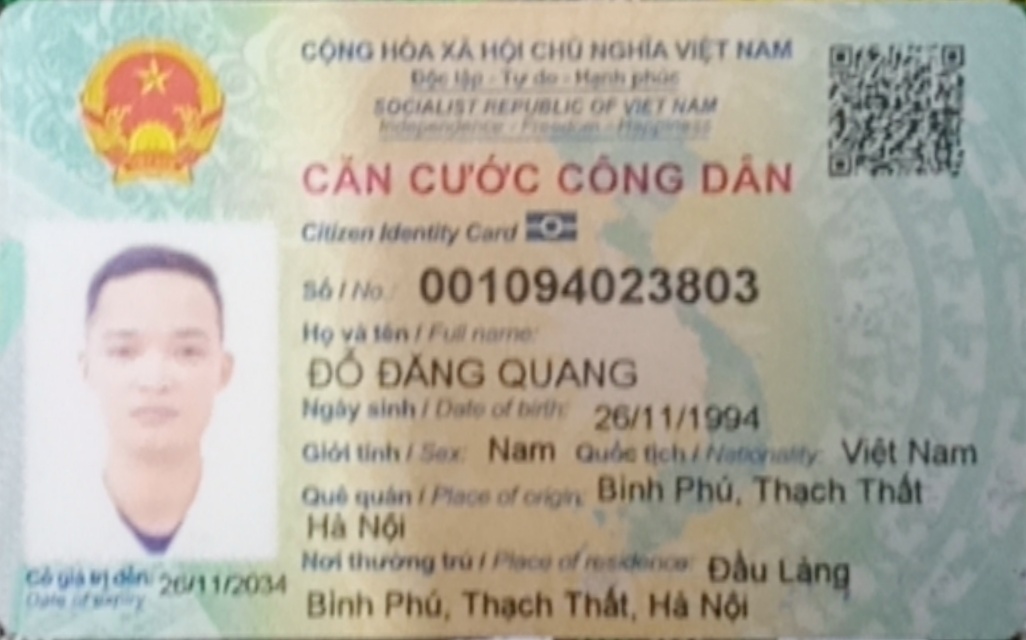 CỘNG HÒA XÃ HỘI CHỦ NGHĨA VIỆT NAM
Độc lập - Tự do - Hạnh phúc
SOCIALIST REPUBLIC OF VIET NAM
Independence - Freedom - Happiness
CĂN CƯỚC CÔNG DÂN
Citizen Identity Card
Số / No.: 001094023803
Họ và tên / Full name:
ĐỖ ĐĂNG QUANG
Ngày sinh / Date of birth: 26/11/1994
Giới tính / Sex: Nam Quốc tịch / Nationality: Việt Nam
Quê quán / Place of origin: Bình Phú, Thạch Thất
Hà Nội
Nơi thường trú / Place of residence: Đầu Làng
Bình Phú, Thạch Thất, Hà Nội
Có giá trị đến: 26/11/2034
Date of expiry